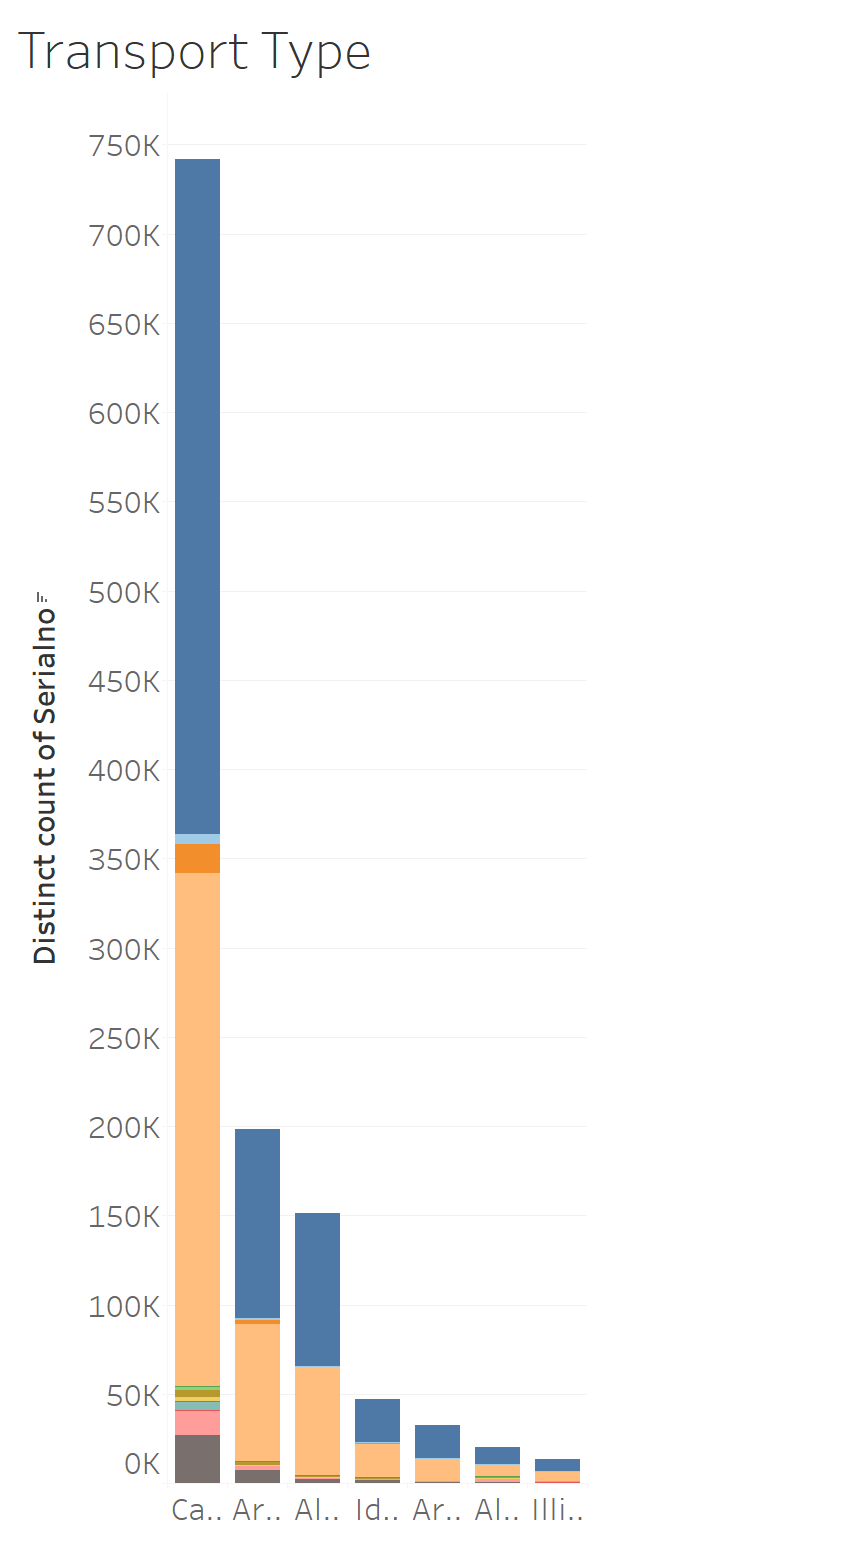 Transport Type
750K
700K
650K
600K
550K
500K
450K
400K
350K
300K
250K
200K
150K
100K
50K
0K
Distinct count of Serialno
Ca.. Ar.. Al.. Id.. Ar.. Al.. Illi..